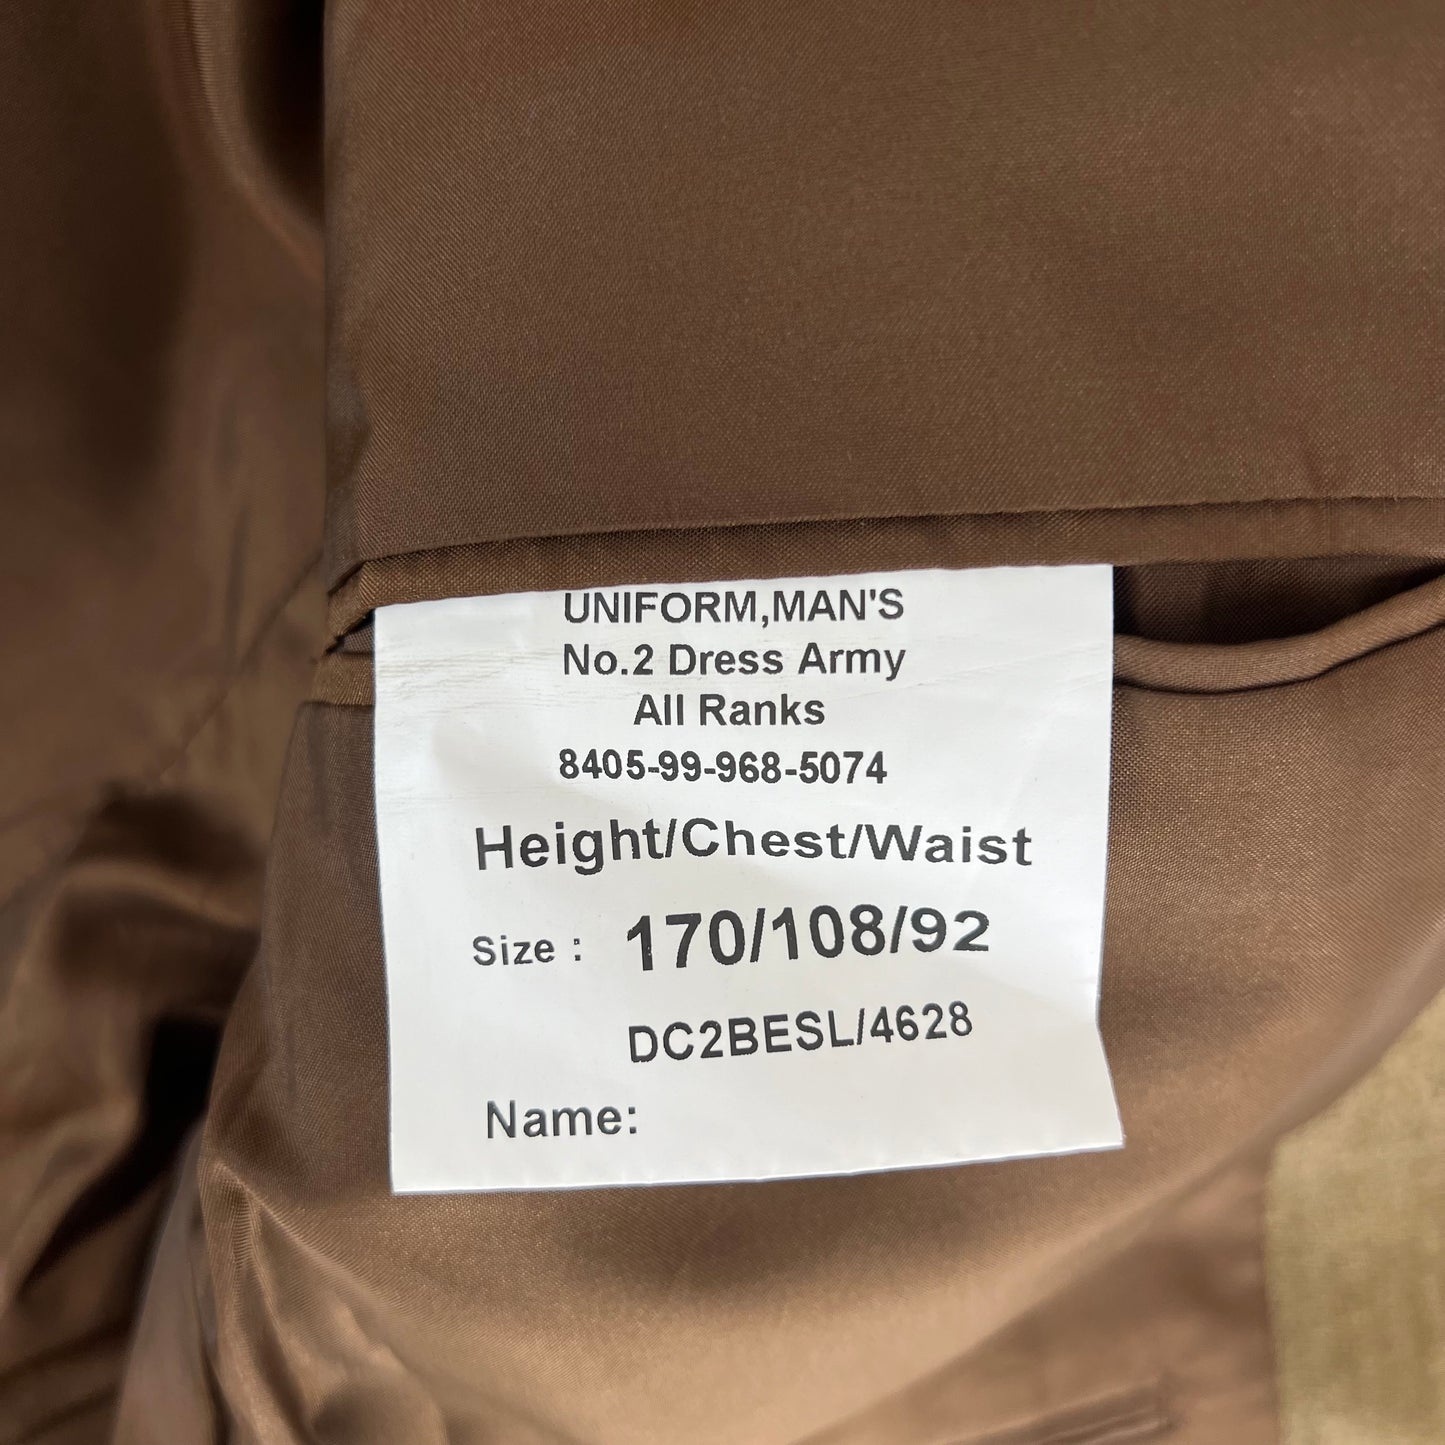 UNIFORM,MAN'S
No.2 Dress Army
All Ranks
8405-99-968-5074
Height/Chest/Waist
Size : 170/108/92
DC2BESL/4628
Name: